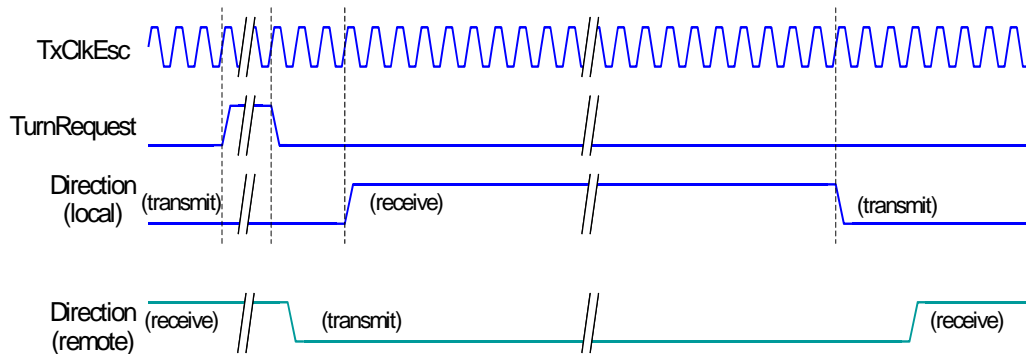 TxClkEsc
TurnRequest
Direction
(local)
(transmit)
(receive)
(transmit)
Direction
(remote)
(receive)
(transmit)
(receive)